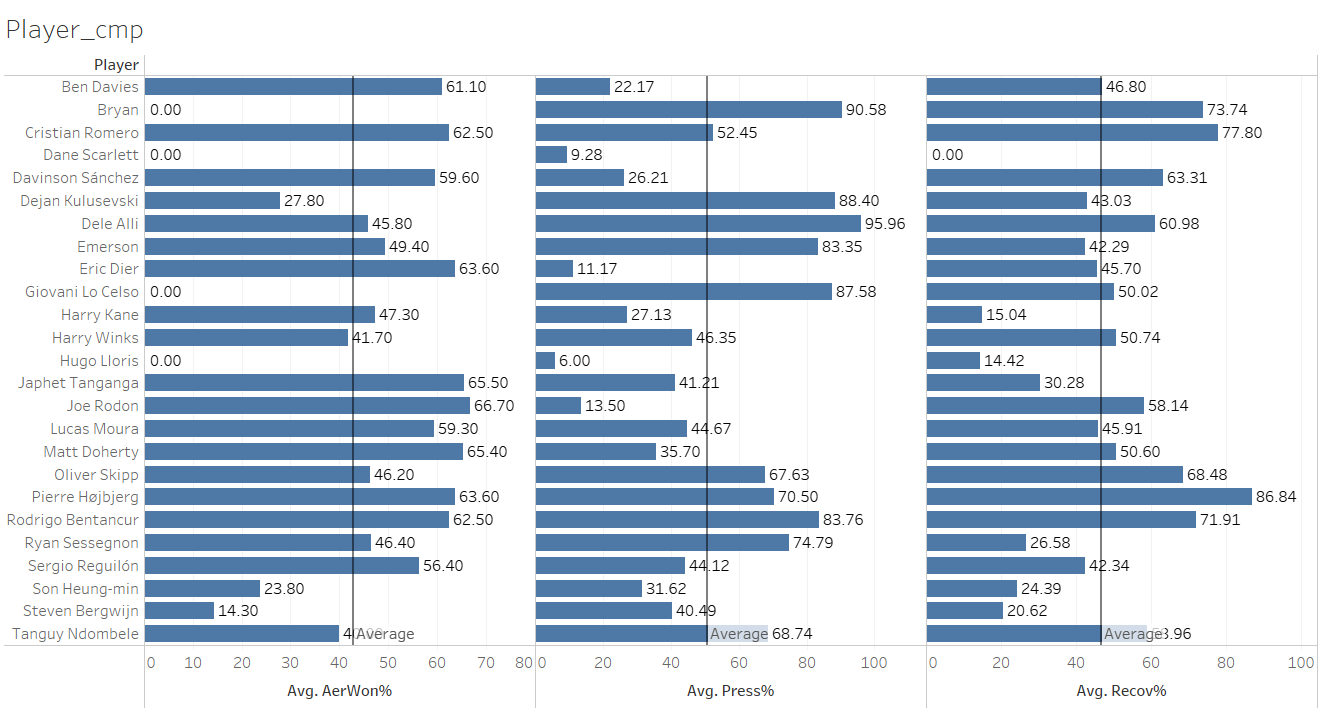 Player_cmp
Player
Ben Davies 61.10 22.17 46.80
Bryan 0.00 90.58 73.74
Cristian Romero 62.50 52.45 77.80
Dane Scarlett 0.00 9.28 0.00
Davinson Sánchez 59.60 26.21 63.31
Dejan Kulusevski 27.80 88.40 43.03
Dele Alli 45.80 95.96 60.98
Emerson 49.40 83.35 42.29
Eric Dier 63.60 11.17 45.70
Giovani Lo Celso 0.00 87.58 50.02
Harry Kane 47.30 27.13 15.04
Harry Winks 41.70 46.35 50.74
Hugo Lloris 0.00 6.00 14.42
Japhet Tanganga 65.50 41.21 30.28
Joe Rodon 66.70 13.50 58.14
Lucas Moura 59.30 44.67 45.91
Matt Doherty 65.40 35.70 50.60
Oliver Skipp 46.20 67.63 68.48
Pierre Højbjerg 63.60 70.50 86.84
Rodrigo Bentancur 62.50 83.76 71.91
Ryan Sessegnon 46.40 74.79 26.58
Sergio Reguilón 56.40 44.12 42.34
Son Heung-min 23.80 31.62 24.39
Steven Bergwijn 14.30 40.49 20.62
Tanguy Ndombele Average Average 68.74 Average
0 10 20 30 40 50 60 70 80 0 20 40 60 80 100 0 20 40 60 80 100
Avg. AerWon% Avg. Press% Avg. Recov%